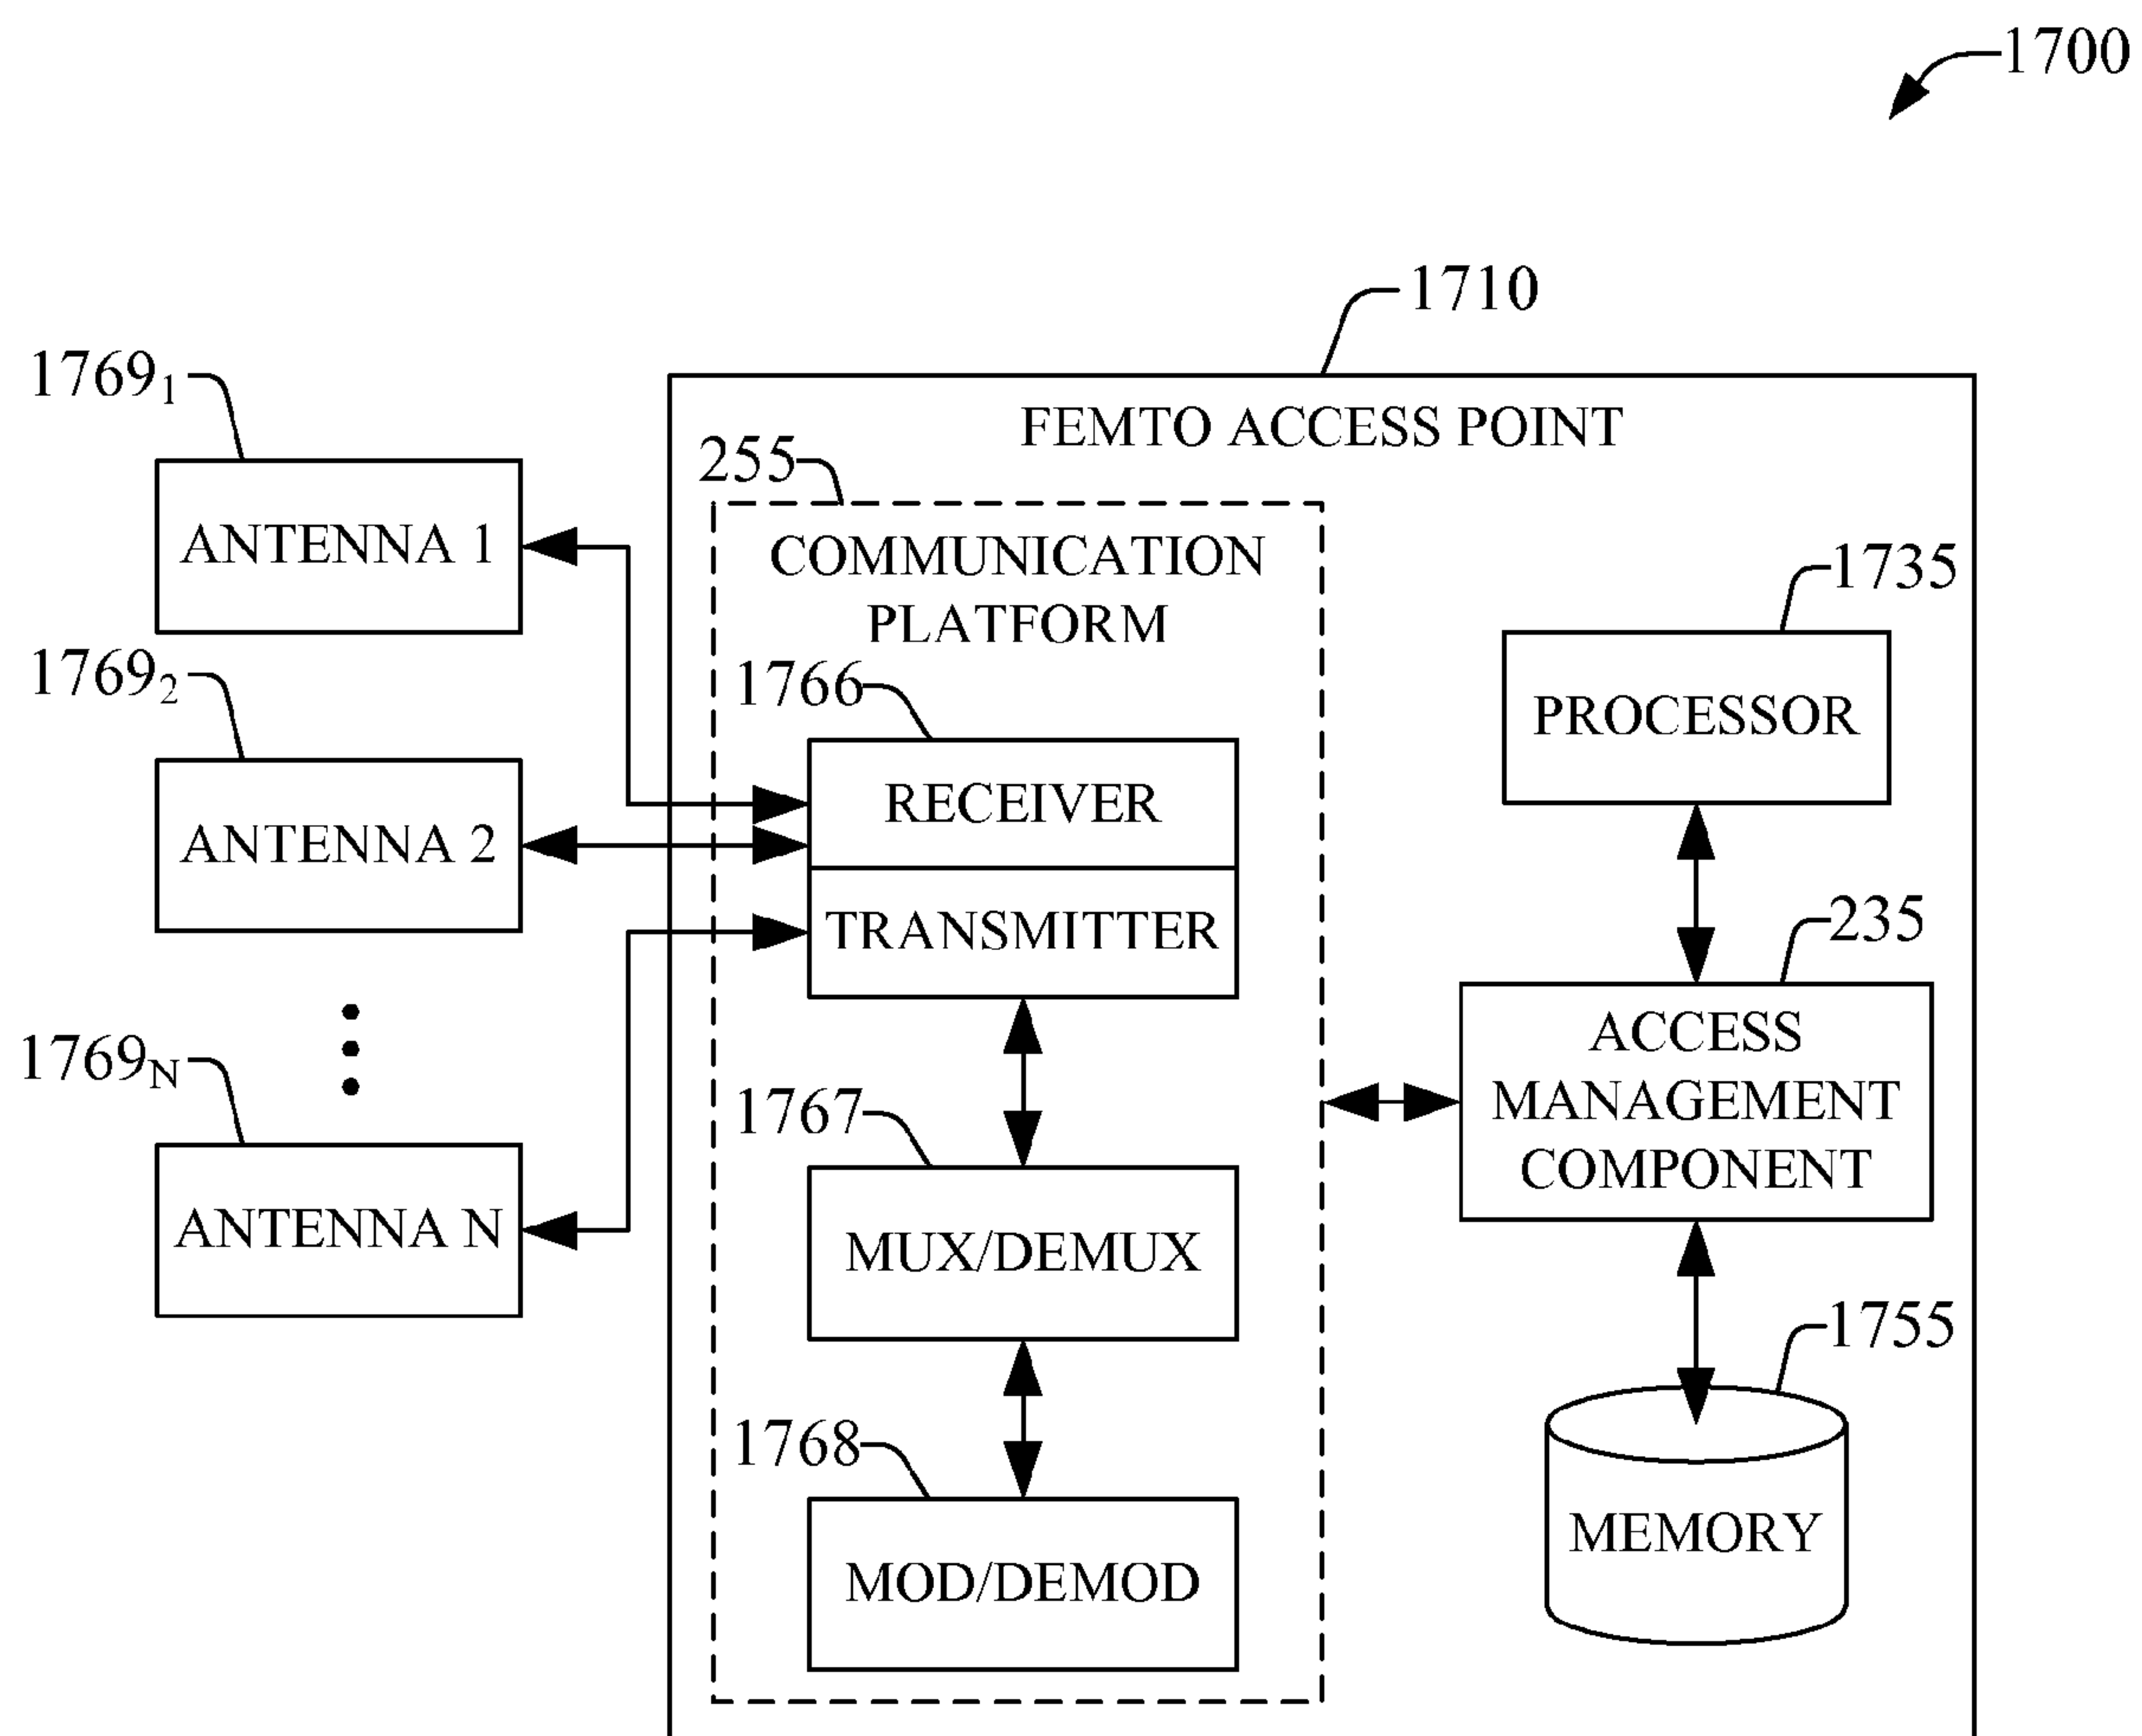 1700
1710
FEMTO ACCESS POINT
1769₁
ANTENNA 1
1769₂
ANTENNA 2
1769N
ANTENNA N
255
COMMUNICATION
PLATFORM
1766
RECEIVER
TRANSMITTER
1767
MUX/DEMUX
1768
MOD/DEMOD
1735
PROCESSOR
235
ACCESS
MANAGEMENT
COMPONENT
1755
MEMORY